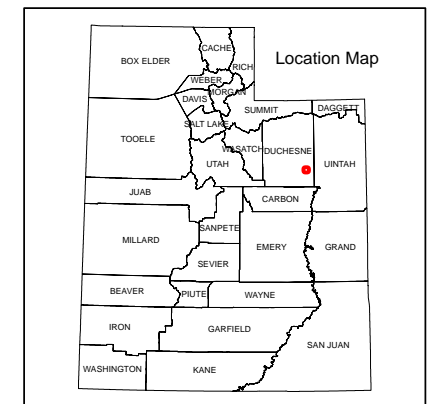 Location Map
CACHE
BOX ELDER
RICH
WEBER
MORGAN
DAVIS
SUMMIT
DAGGETT
SALT LAKE
TOOELE
WASATCH
DUCHESNE
UTAH
UINTAH
JUAB
CARBON
SANPETE
MILLARD
EMERY
GRAND
SEVIER
BEAVER
PIUTE
WAYNE
IRON
GARFIELD
SAN JUAN
WASHINGTON
KANE